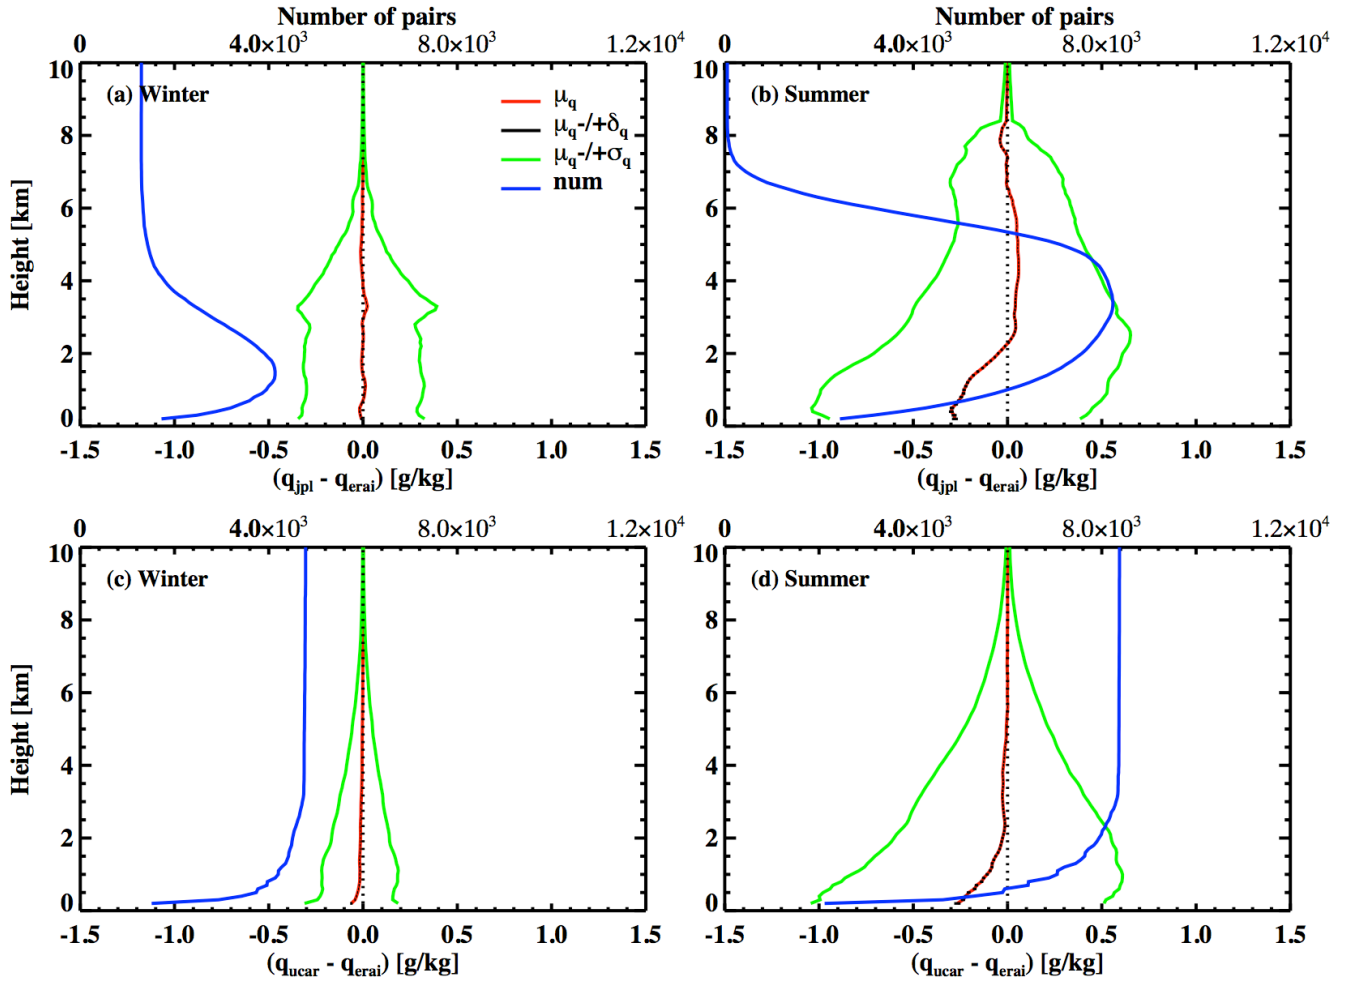 Number of pairs
0 4.0×10³ 8.0×10³ 1.2×10⁴
10
8
6
4
2
0
Height [km]
(a) Winter
μq
μq-/+δq
μq-/+σq
num
-1.5 -1.0 -0.5 0.0 0.5 1.0 1.5
(qjpl - qerai) [g/kg]
Number of pairs
0 4.0×10³ 8.0×10³ 1.2×10⁴
10
8
6
4
2
0
(b) Summer
-1.5 -1.0 -0.5 0.0 0.5 1.0 1.5
(qjpl - qerai) [g/kg]
0 4.0×10³ 8.0×10³ 1.2×10⁴
10
8
6
4
2
0
Height [km]
(c) Winter
-1.5 -1.0 -0.5 0.0 0.5 1.0 1.5
(qucar - qerai) [g/kg]
0 4.0×10³ 8.0×10³ 1.2×10⁴
10
8
6
4
2
0
(d) Summer
-1.5 -1.0 -0.5 0.0 0.5 1.0 1.5
(qucar - qerai) [g/kg]